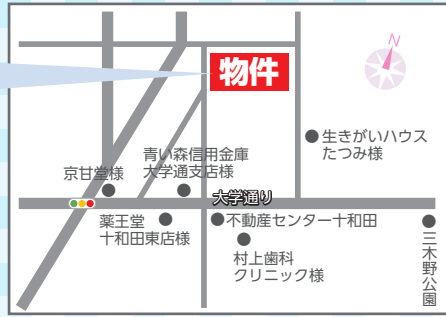 N
物件
生きがいハウス
たつみ様
青い森信用金庫
大学通支店様
京甘堂様
大学通り
薬王堂
十和田東店様
不動産センター十和田
村上歯科
クリニック様
三木野公園